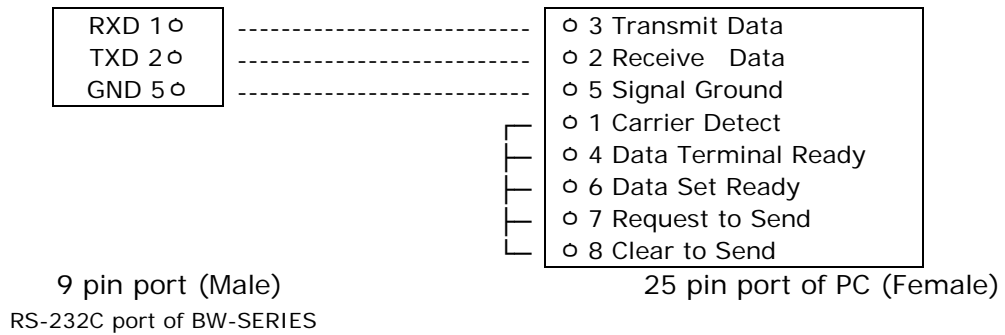 RXD 1 ---------------------------- 3 Transmit Data
TXD 2 ---------------------------- 2 Receive Data
GND 5 ---------------------------- 5 Signal Ground
1 Carrier Detect
4 Data Terminal Ready
6 Data Set Ready
7 Request to Send
8 Clear to Send
9 pin port (Male) 25 pin port of PC (Female)
RS-232C port of BW-SERIES